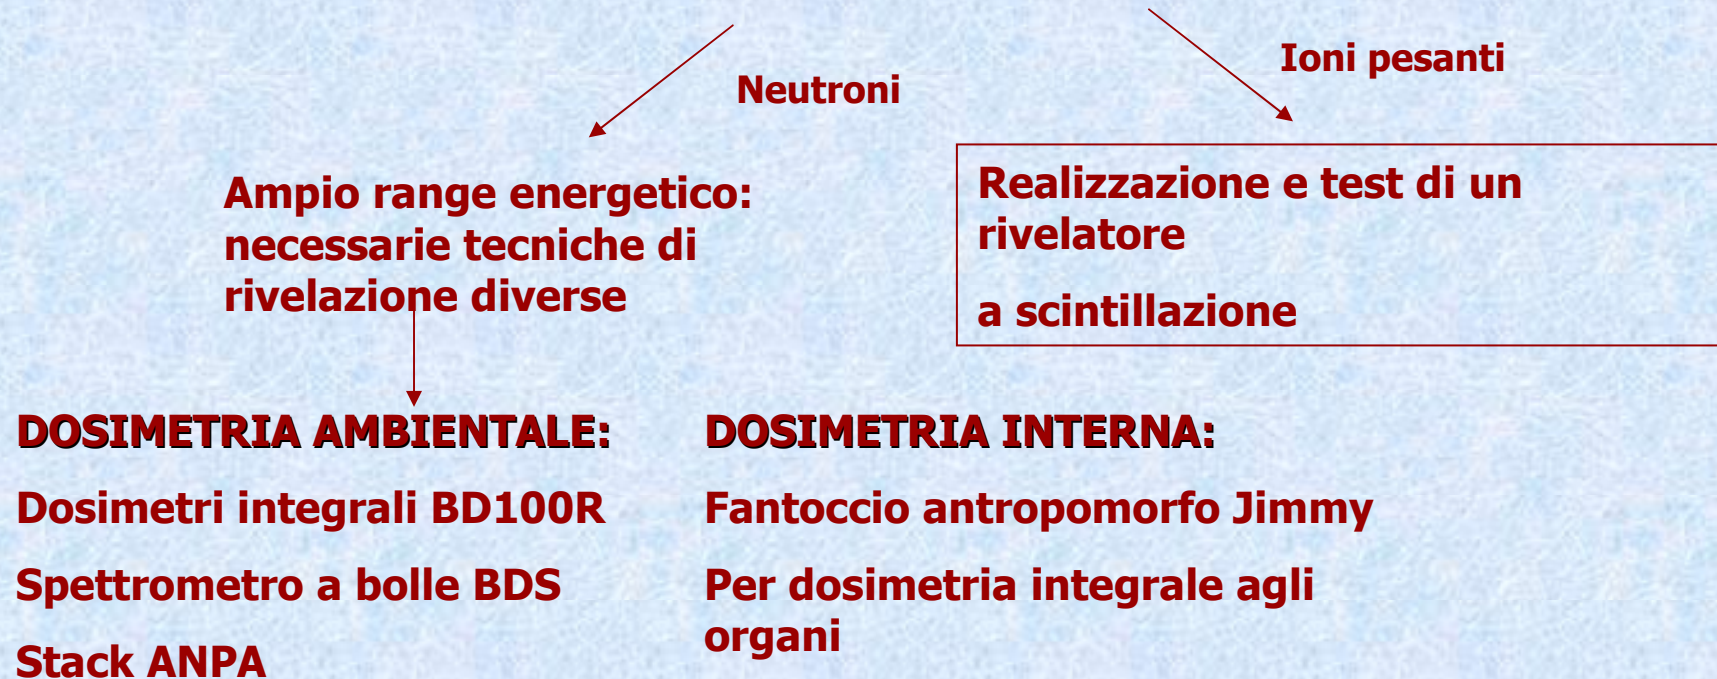 Neutroni
Ioni pesanti
Ampio range energetico:
necessarie tecniche di
rivelazione diverse
Realizzazione e test di un
rivelatore
a scintillazione
DOSIMETRIA AMBIENTALE:
Dosimetri integrali BD100R
Spettrometro a bolle BDS
Stack ANPA
DOSIMETRIA INTERNA:
Fantoccio antropomorfo Jimmy
Per dosimetria integrale agli
organi